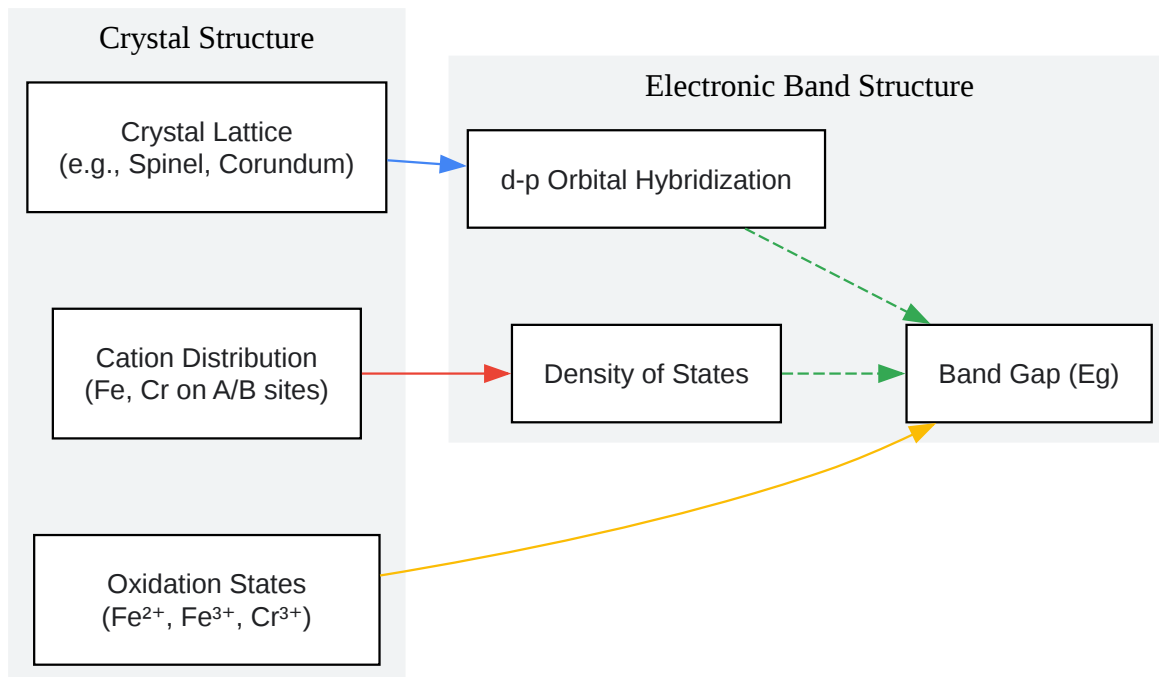 Crystal Structure
Crystal Lattice
(e.g., Spinel, Corundum)
Cation Distribution
(Fe, Cr on A/B sites)
Oxidation States
(Fe²⁺, Fe³⁺, Cr³⁺)
Electronic Band Structure
d-p Orbital Hybridization
Density of States
Band Gap (Eg)